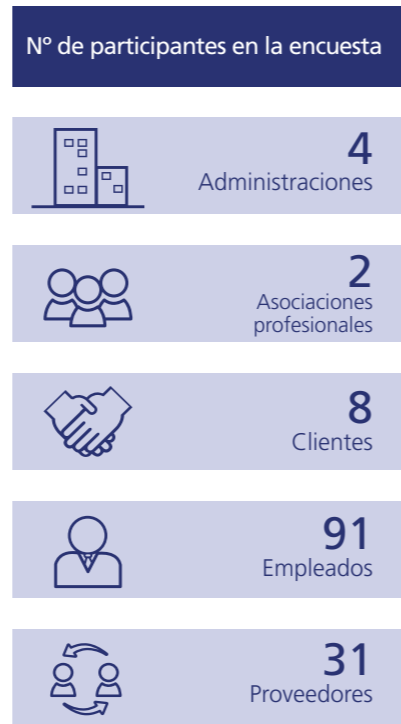 Nº de participantes en la encuesta
4
Administraciones
2
Asociaciones
profesionales
8
Clientes
91
Empleados
31
Proveedores